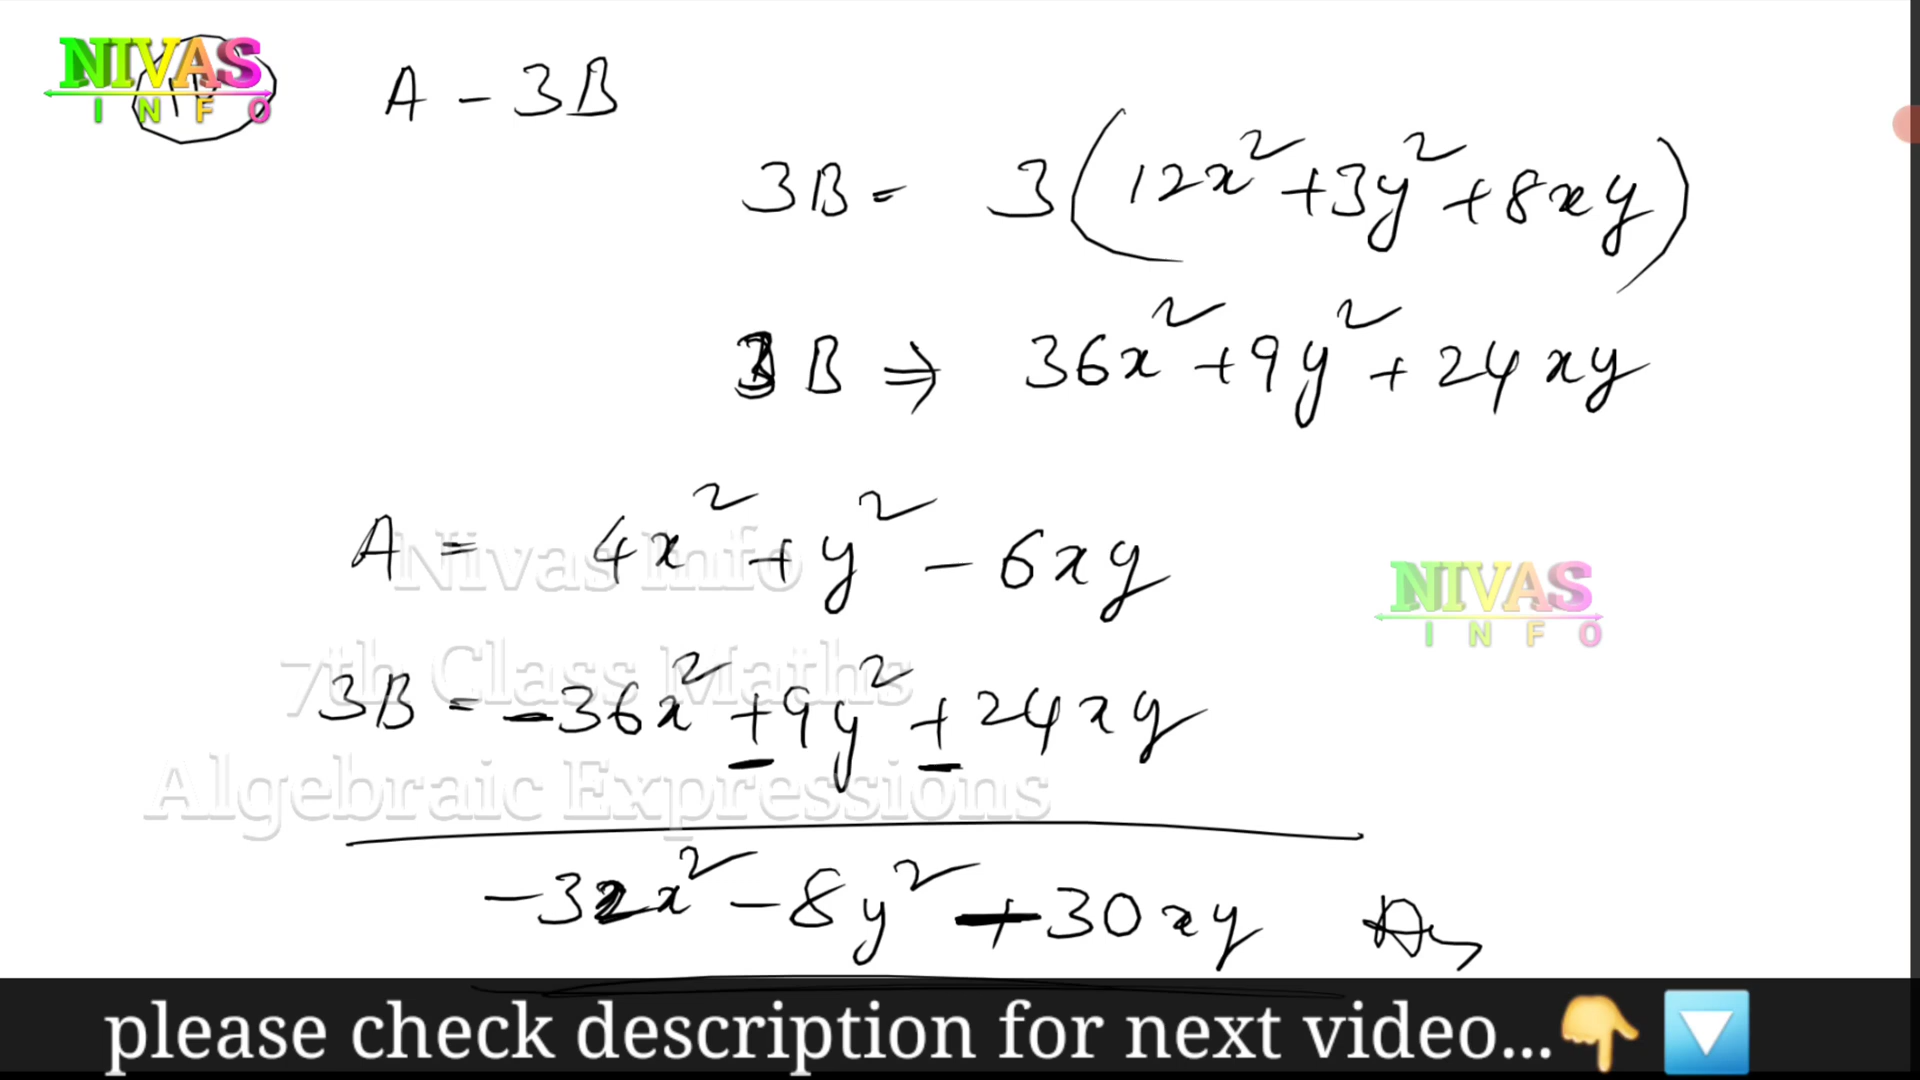 NIVAS
INFO
A - 3B
3B = 3(12x² + 3y² + 8xy)
3B ⇒ 36x² + 9y² + 24xy
A = 4x² + y² - 6xy
Nivas Info
NIVAS
INFO
7th Class Maths
3B = -36x² + 9y² + 24xy
- -
Algebraic Expressions
-32x² - 8y² - 30xy Ans
please check description for next video...👇 🔽